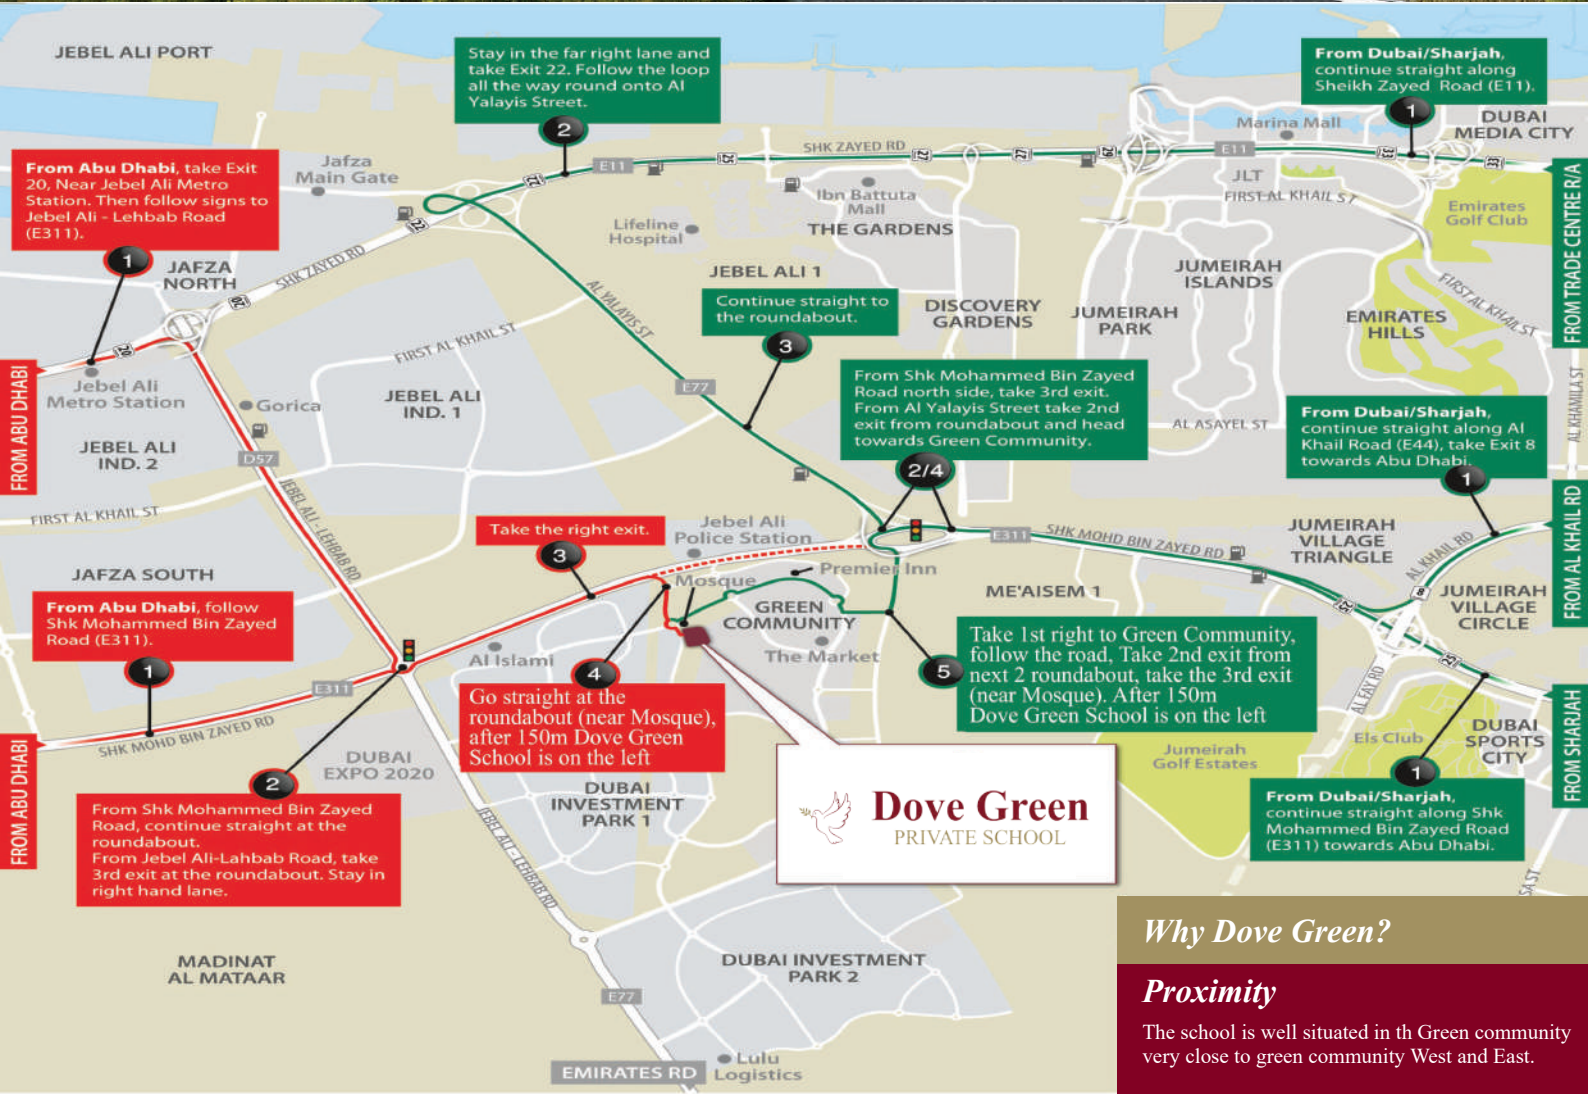 JEBEL ALI PORT
Stay in the far right lane and
take Exit 22. Follow the loop
all the way round onto Al
Yalayis Street.
2
From Dubai/Sharjah,
continue straight along
Sheikh Zayed Road (E11).
1
DUBAI
MEDIA CITY
Marina Mall
SHK ZAYED RD
E11
25
27
27
29
E11
33
33
From Abu Dhabi, take Exit
20, Near Jebel Ali Metro
Station. Then follow signs to
Jebel Ali - Lehbab Road
(E311).
1
Jafza
Main Gate
22
22
Ibn Battuta
Mall
THE GARDENS
Lifeline
Hospital
JLT
FIRST AL KHAIL ST
Emirates
Golf Club
FROM TRADE CENTRE R/A
JAFZA
NORTH
SHK ZAYED RD
20
20
JEBEL ALI 1
AL YALAYIS ST
Continue straight to
the roundabout.
3
DISCOVERY
GARDENS
JUMEIRAH
PARK
JUMEIRAH
ISLANDS
EMIRATES
HILLS
FIRST AL KHAIL ST
FROM ABU DHABI
Jebel Ali
Metro Station
FIRST AL KHAIL ST
Gorica
JEBEL ALI
IND. 1
JEBEL ALI
IND. 2
D57
E77
From Shk Mohammed Bin Zayed
Road north side, take 3rd exit.
From Al Yalayis Street take 2nd
exit from roundabout and head
towards Green Community.
2/4
AL ASAYEL ST
AL KHAMILA ST
From Dubai/Sharjah,
continue straight along Al
Khail Road (E44), take Exit 8
towards Abu Dhabi.
1
FROM AL KHAIL RD
FIRST AL KHAIL ST
JEBEL ALI - LEHBAB RD
Take the right exit.
3
Jebel Ali
Police Station
E311
SHK MOHD BIN ZAYED RD
JUMEIRAH
VILLAGE
TRIANGLE
AL KHAIL RD
8
25
25
JAFZA SOUTH
Mosque
Premier Inn
GREEN
COMMUNITY
The Market
ME'AISEM 1
JUMEIRAH
VILLAGE
CIRCLE
From Abu Dhabi, follow
Shk Mohammed Bin Zayed
Road (E311).
1
Al Islami
4
Go straight at the
roundabout (near Mosque),
after 150m Dove Green
School is on the left
5
Take 1st right to Green Community,
follow the road, Take 2nd exit from
next 2 roundabout, take the 3rd exit
(near Mosque). After 150m
Dove Green School is on the left
AL FAY RD
FROM SHARJAH
E311
SHK MOHD BIN ZAYED RD
FROM ABU DHABI
DUBAI
EXPO 2020
2
From Shk Mohammed Bin Zayed
Road, continue straight at the
roundabout.
From Jebel Ali-Lahbab Road, take
3rd exit at the roundabout. Stay in
right hand lane.
DUBAI
INVESTMENT
PARK 1
Dove Green
PRIVATE SCHOOL
Jumeirah
Golf Estates
Els Club
DUBAI
SPORTS
CITY
1
From Dubai/Sharjah,
continue straight along Shk
Mohammed Bin Zayed Road
(E311) towards Abu Dhabi.
JEBEL ALI - LEHBAB RD
MADINAT
AL MATAAR
DUBAI INVESTMENT
PARK 2
E77
EMIRATES RD
Lulu
Logistics
Why Dove Green?
Proximity
The school is well situated in th Green community
very close to green community West and East.